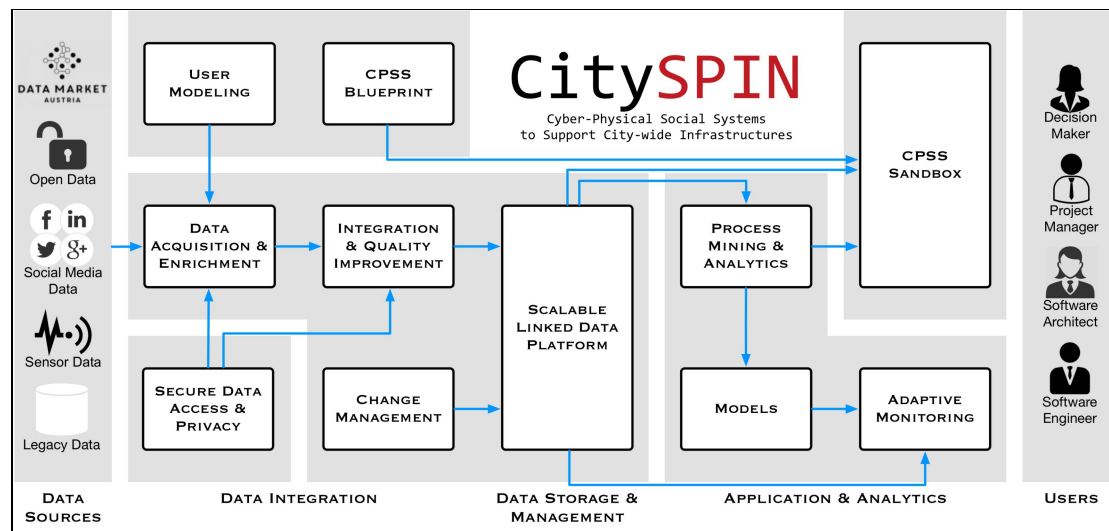 DATA MARKET
AUSTRIA
Open Data
f in
g+
Social Media
Data
Sensor Data
Legacy Data
DATA
SOURCES
USER
MODELING
CPSS
BLUEPRINT
CitySPIN
Cyber-Physical Social Systems
to Support City-wide Infrastructures
DATA
ACQUISITION &
ENRICHMENT
INTEGRATION
& QUALITY
IMPROVEMENT
SECURE DATA
ACCESS &
PRIVACY
CHANGE
MANAGEMENT
DATA INTEGRATION
SCALABLE
LINKED DATA
PLATFORM
DATA STORAGE &
MANAGEMENT
PROCESS
MINING &
ANALYTICS
CPSS
SANDBOX
MODELS
ADAPTIVE
MONITORING
APPLICATION & ANALYTICS
Decision
Maker
Project
Manager
Software
Architect
Software
Engineer
USERS